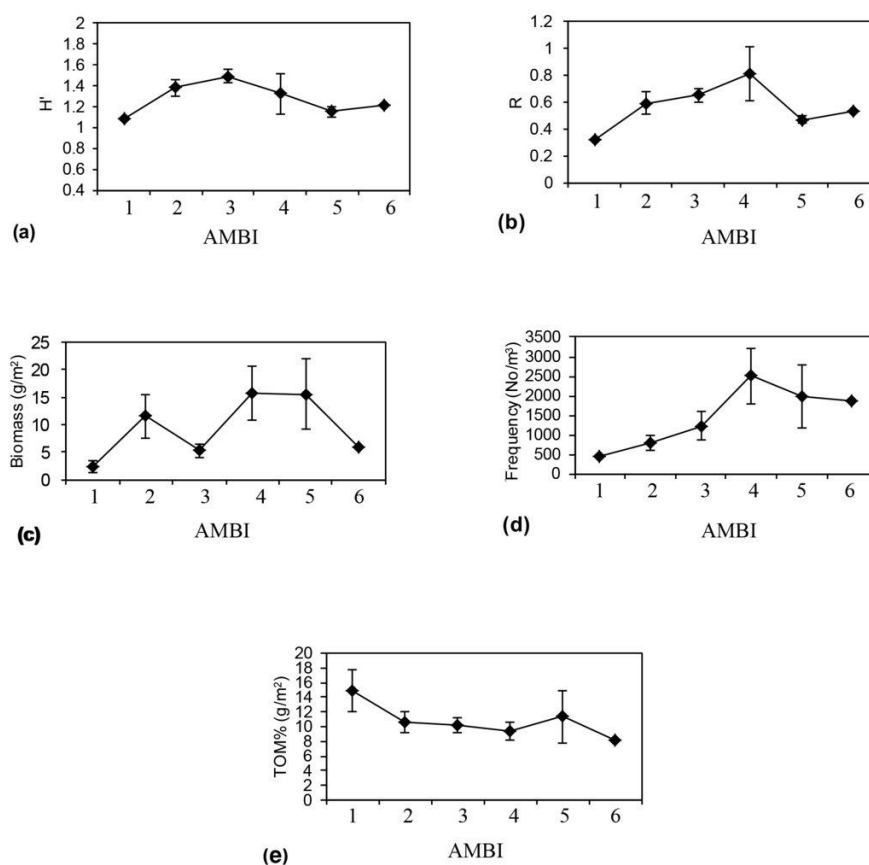 2
1.8
1.6
1.4
1.2
1
0.8
0.6
0.4
H'
1 2 3 4 5 6
AMBI
(a)
1.2
1
0.8
0.6
0.4
0.2
0
R
1 2 3 4 5 6
AMBI
(b)
25
20
15
10
5
0
Biomass (g/m²)
1 2 3 4 5 6
AMBI
(c)
3500
3000
2500
2000
1500
1000
500
0
Frequency (No/m³)
1 2 3 4 5 6
AMBI
(d)
20
18
16
14
12
10
8
6
4
2
0
TOM% (g/m²)
1 2 3 4 5 6
AMBI
(e)